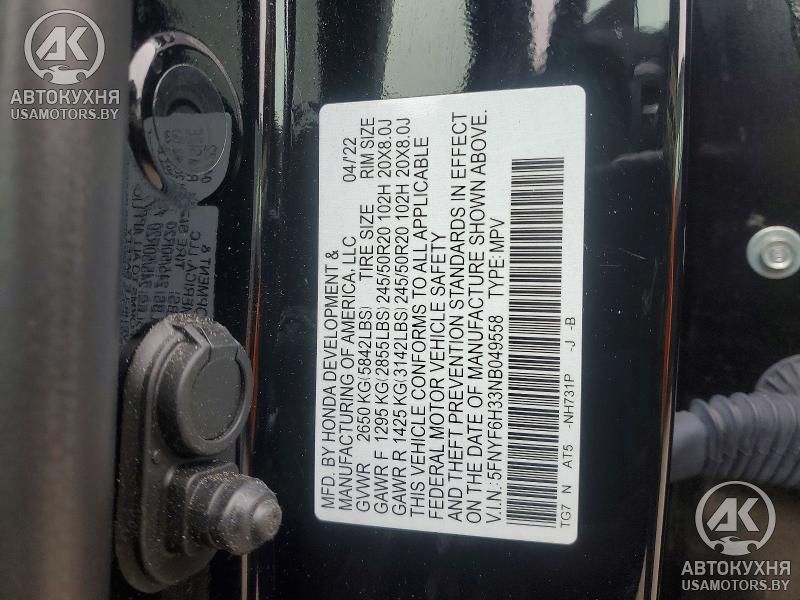 AK
АВТОКУХНЯ
USAMOTORS.BY
MFD. BY HONDA DEVELOPMENT &
MANUFACTURING OF AMERICA, LLC 04/'22
GVWR 2650 KG(5842LBS) TIRE SIZE RIM SIZE
GAWR F 1295 KG(2855LBS) 245/50R20 102H 20X8.0J
GAWR R 1425 KG(3142LBS) 245/50R20 102H 20X8.0J
THIS VEHICLE CONFORMS TO ALL APPLICABLE
FEDERAL MOTOR VEHICLE SAFETY
AND THEFT PREVENTION STANDARDS IN EFFECT
ON THE DATE OF MANUFACTURE SHOWN ABOVE.
V.I.N.:5FNYF6H33NB049558 TYPE:MPV
TG7 N AT5 -NH731P -J -B
AK
АВТОКУХНЯ
USAMOTORS.BY